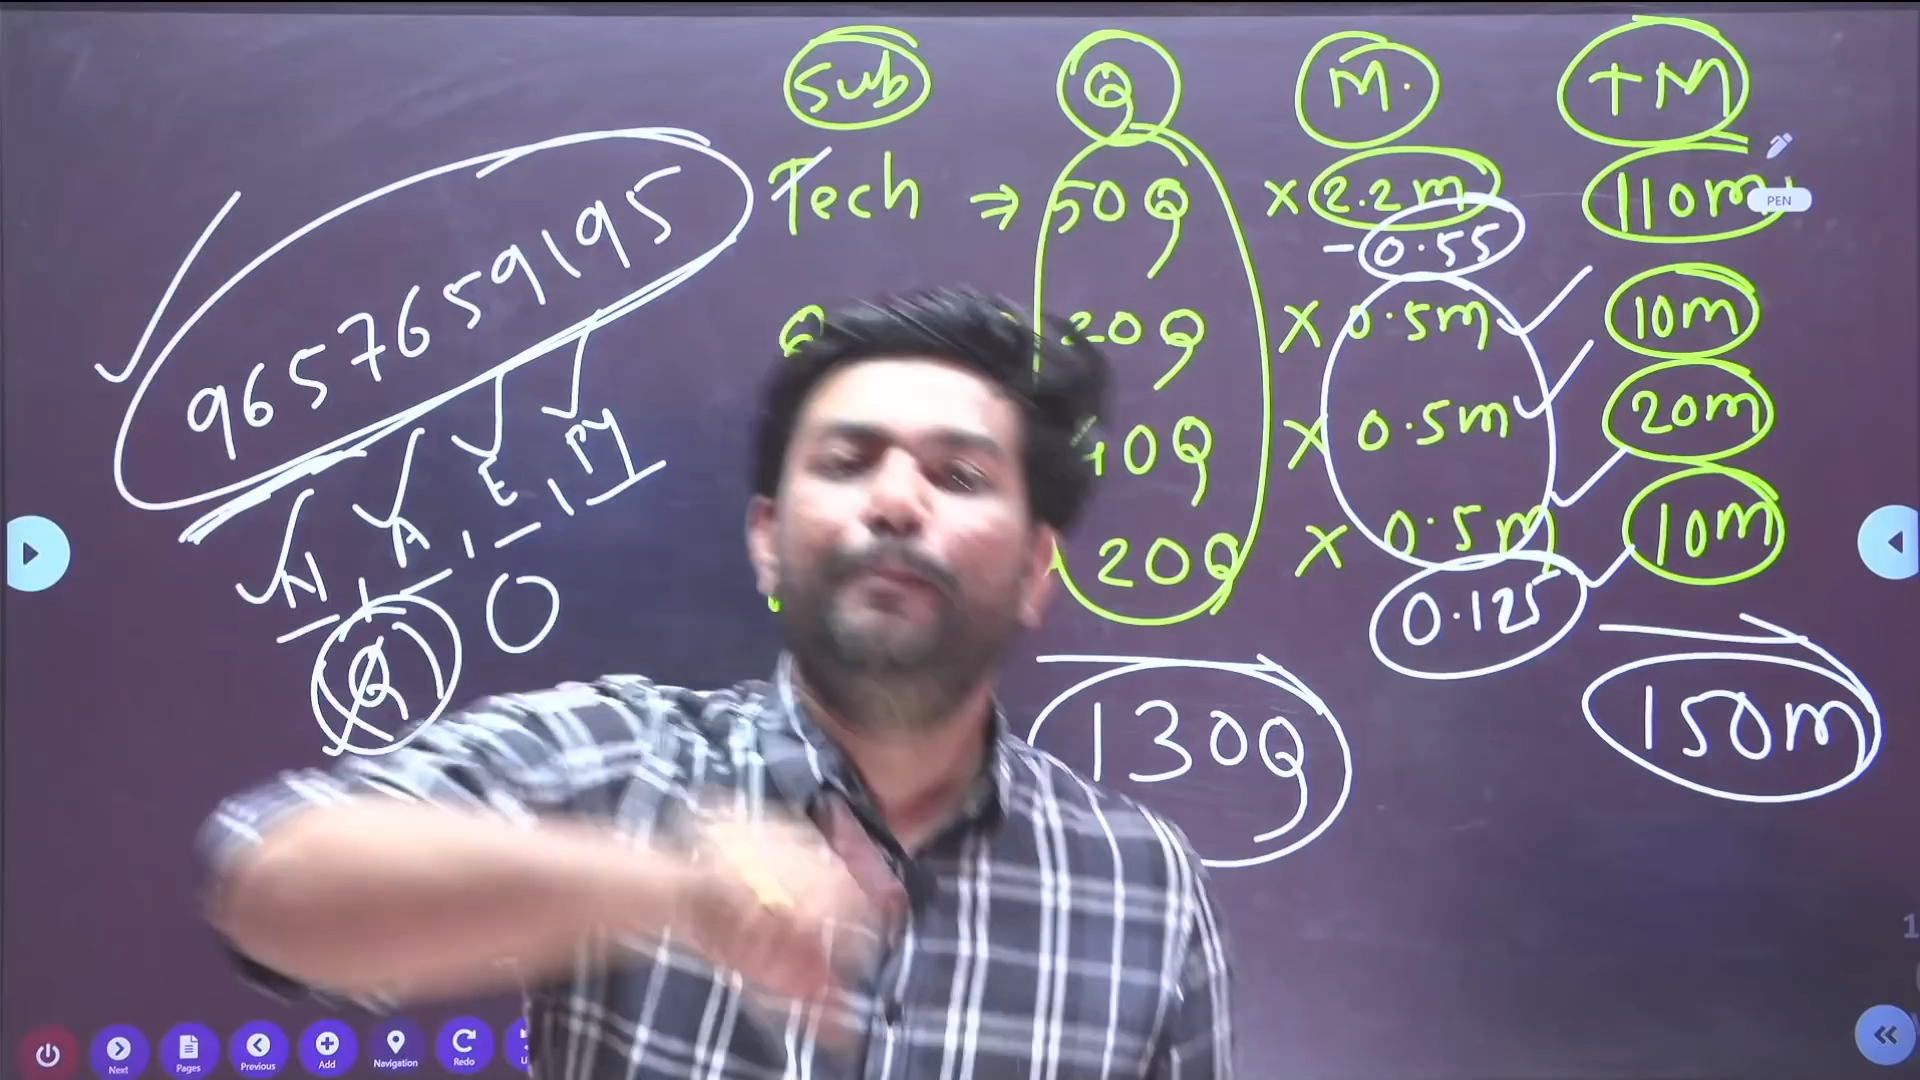 Sub Q M. TM
Tech ⇒ 50Q × 2.2m 110m
- 0.55
20Q × 0.5m 10m
× 0.5m 20m
20Q × 0.5m 10m
0.125
130Q 150m
9657659195
PEN
Next
Pages
Previous
Add
Navigation
Redo